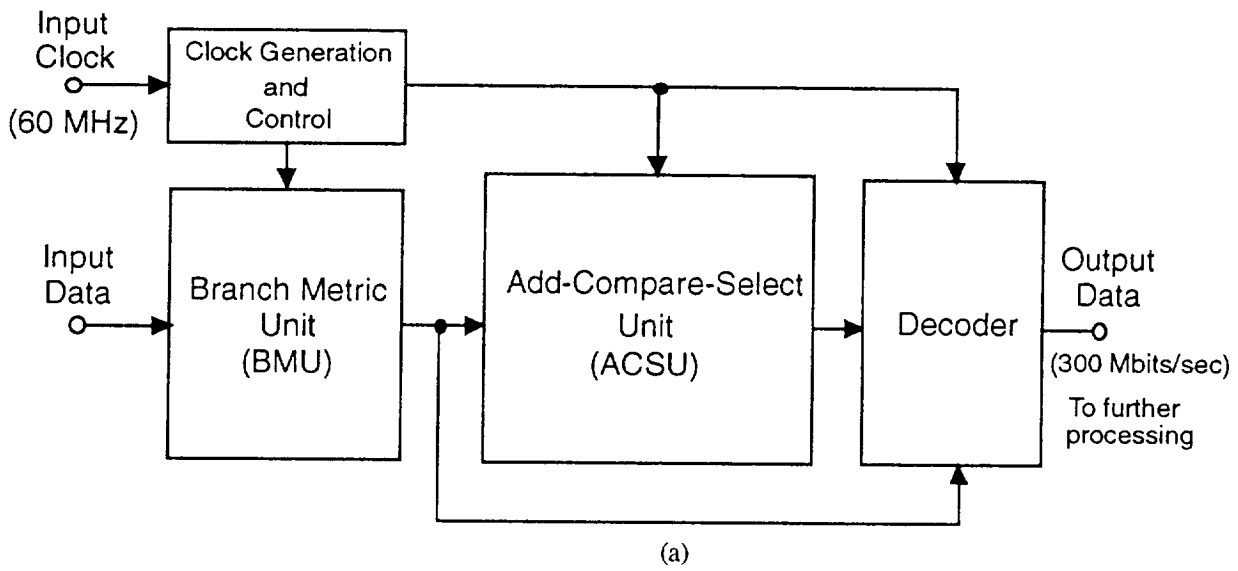 Input
Clock
(60 MHz)
Clock Generation
and
Control
Input
Data
Branch Metric
Unit
(BMU)
Add-Compare-Select
Unit
(ACSU)
Decoder
Output
Data
(300 Mbits/sec)
To further
processing
(a)